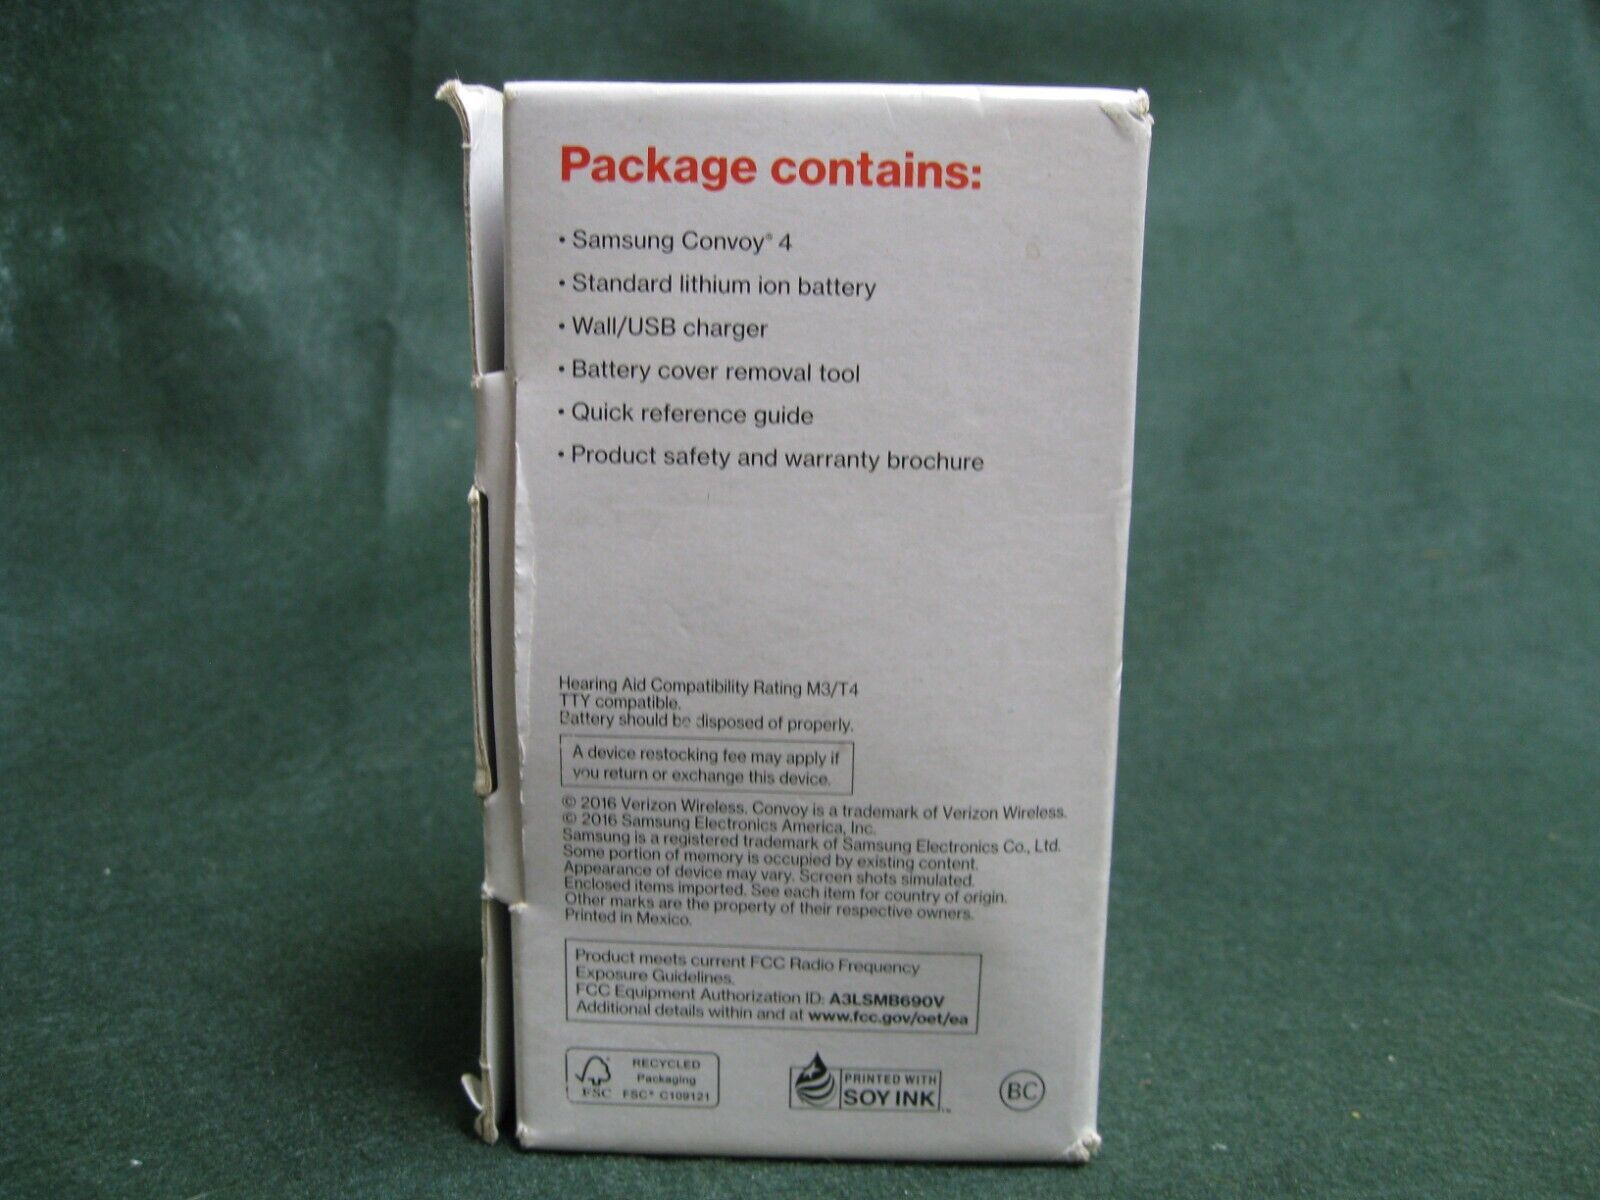 Package contains:
• Samsung Convoy® 4
• Standard lithium ion battery
• Wall/USB charger
• Battery cover removal tool
• Quick reference guide
• Product safety and warranty brochure
Hearing Aid Compatibility Rating M3/T4
TTY compatible.
Battery should be disposed of properly.
A device restocking fee may apply if
you return or exchange this device.
© 2016 Verizon Wireless. Convoy is a trademark of Verizon Wireless.
© 2016 Samsung Electronics America, Inc.
Samsung is a registered trademark of Samsung Electronics Co., Ltd.
Some portion of memory is occupied by existing content.
Appearance of device may vary. Screen shots simulated.
Enclosed items imported. See each item for country of origin.
Other marks are the property of their respective owners.
Printed in Mexico.
Product meets current FCC Radio Frequency
Exposure Guidelines.
FCC Equipment Authorization ID: A3LSMB690V
Additional details within and at www.fcc.gov/oet/ea
RECYCLED
Packaging
FSC FSC® C109121
PRINTED WITH
SOY INK™
BC